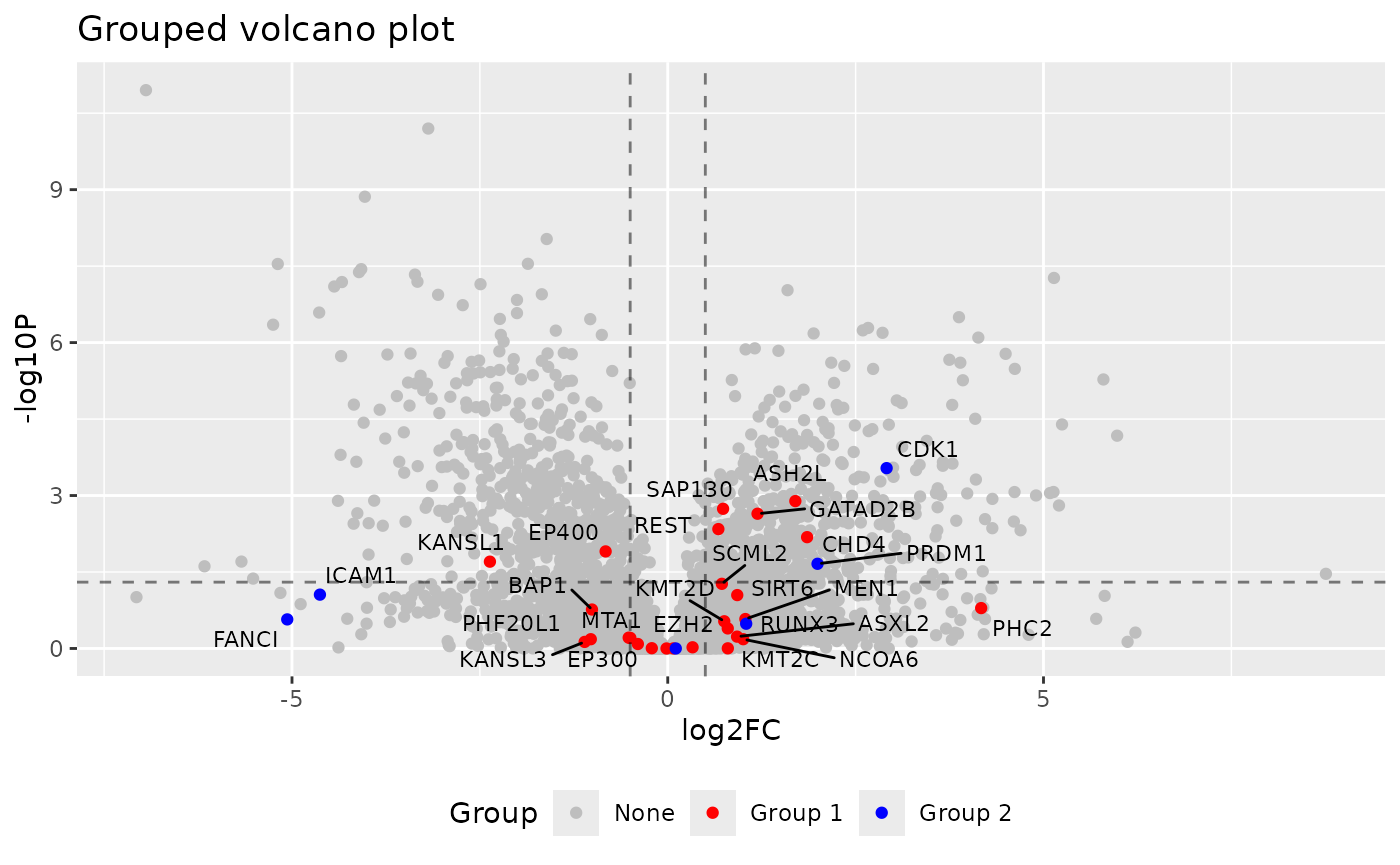 Grouped volcano plot
-log10P
9
6
3
0
CDK1
ASH2L
SAP130
GATAD2B
REST
EP400
KANSL1
CHD4
SCML2
PRDM1
ICAM1
BAP1
KMT2D
SIRT6
MEN1
PHF20L1
MTA1
EZH2
RUNX3
ASXL2
PHC2
FANCI
KANSL3
EP300
KMT2C
NCOA6
-5
0
5
log2FC
Group
None
Group 1
Group 2